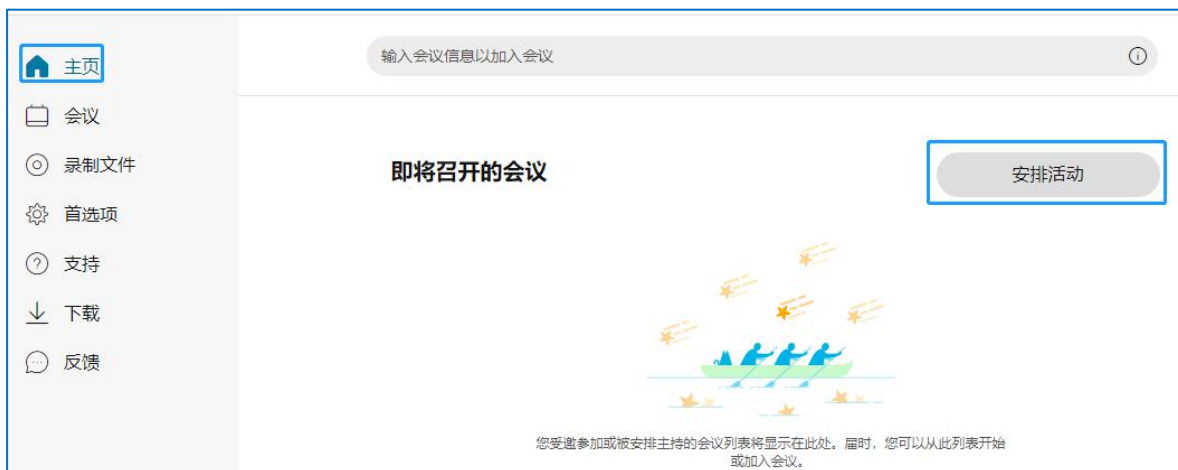 输入会议信息以加入会议
主页
会议
录制文件
首选项
支持
下载
反馈
即将召开的会议
安排活动
您受邀参加或被安排主持的会议列表将显示在此处。届时，您可以从此列表开始
或加入会议。